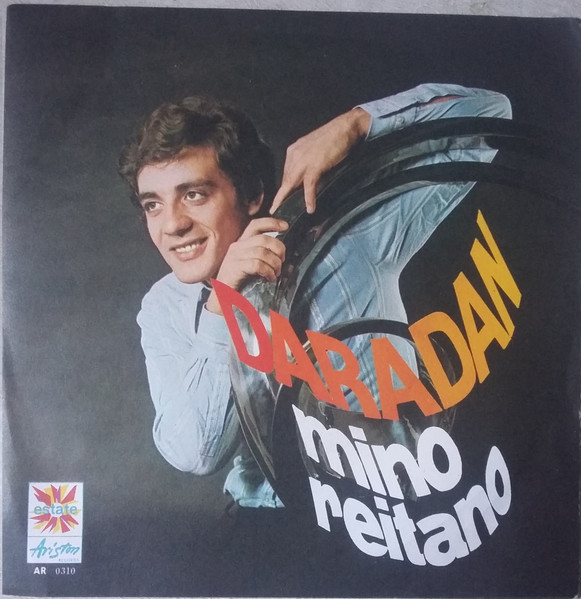 DARADAN
mino
reitano
estate
Ariston
AR 0310